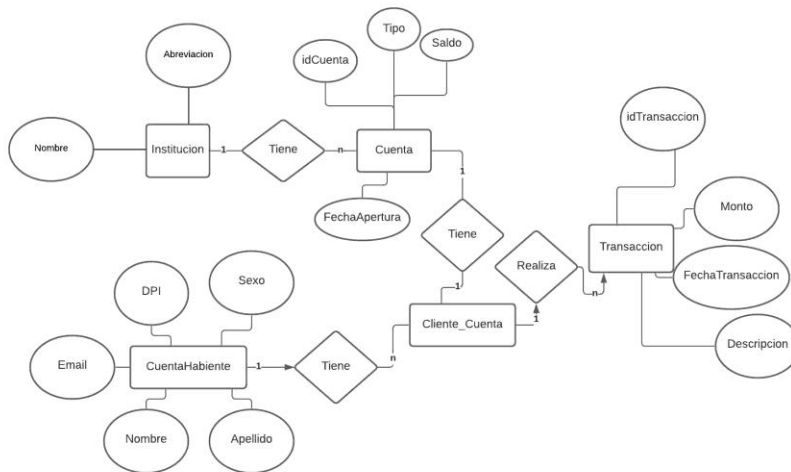 Tipo
Saldo
Abreviacion
idCuenta
idTransaccion
Nombre
Institucion
1
Tiene
n
Cuenta
1
FechaApertura
Monto
Tiene
Transaccion
Realiza
FechaTransaccion
DPI
Sexo
1
n
Cliente_Cuenta
1
Descripcion
n
Email
CuentaHabiente
1
Tiene
Nombre
Apellido